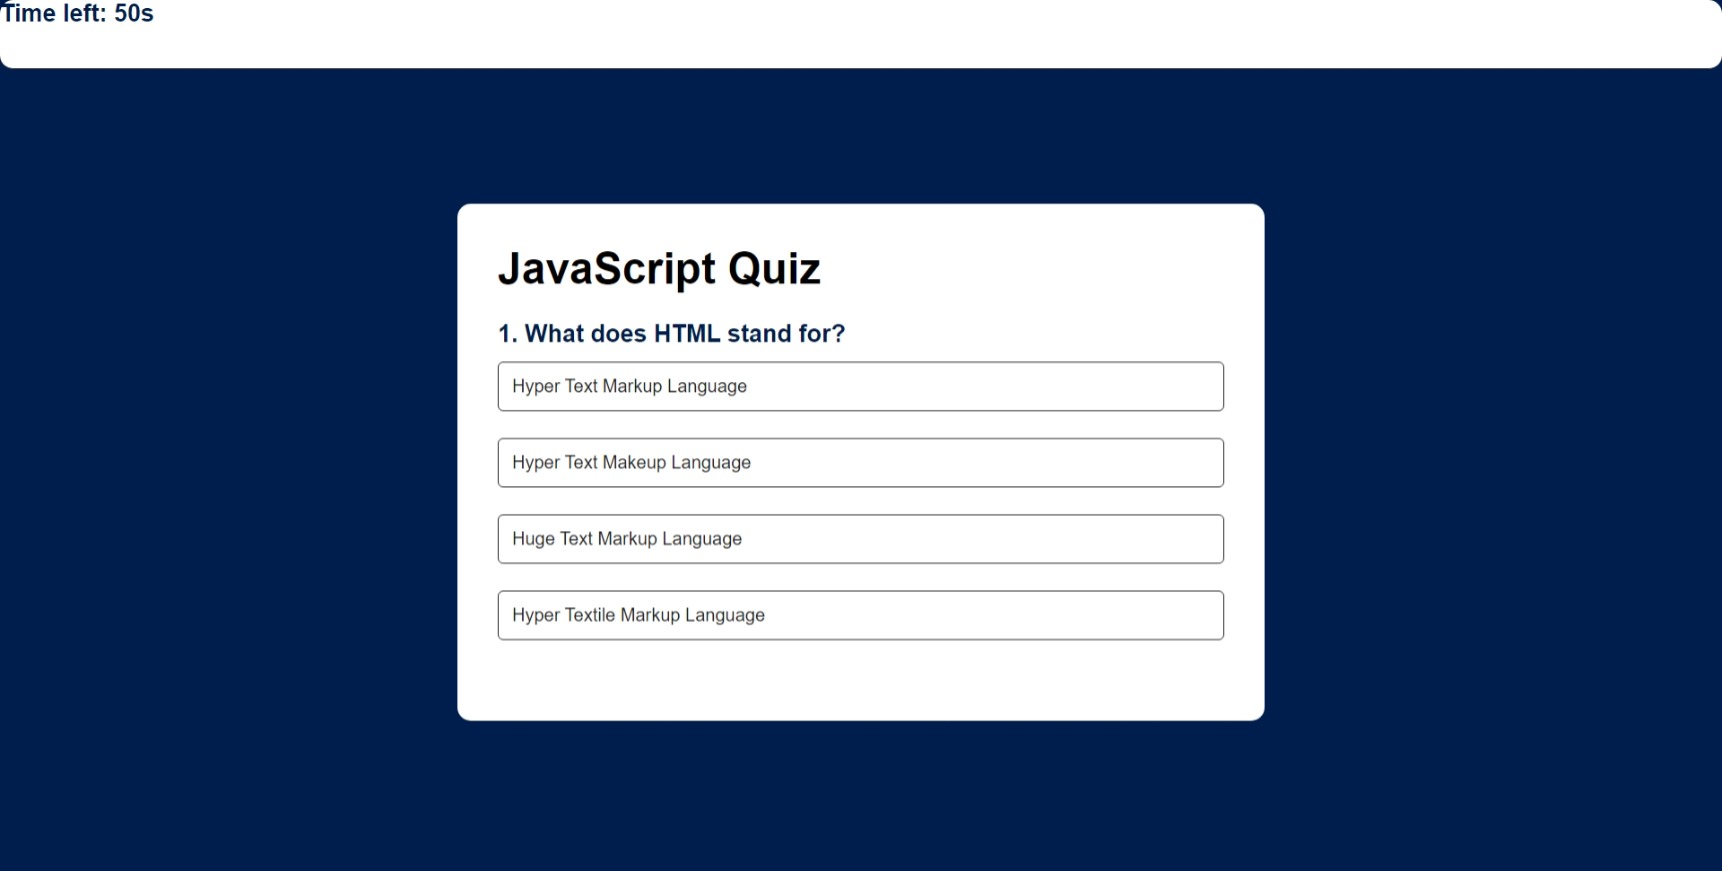 Time left: 50s
JavaScript Quiz
1. What does HTML stand for?
Hyper Text Markup Language
Hyper Text Makeup Language
Huge Text Markup Language
Hyper Textile Markup Language